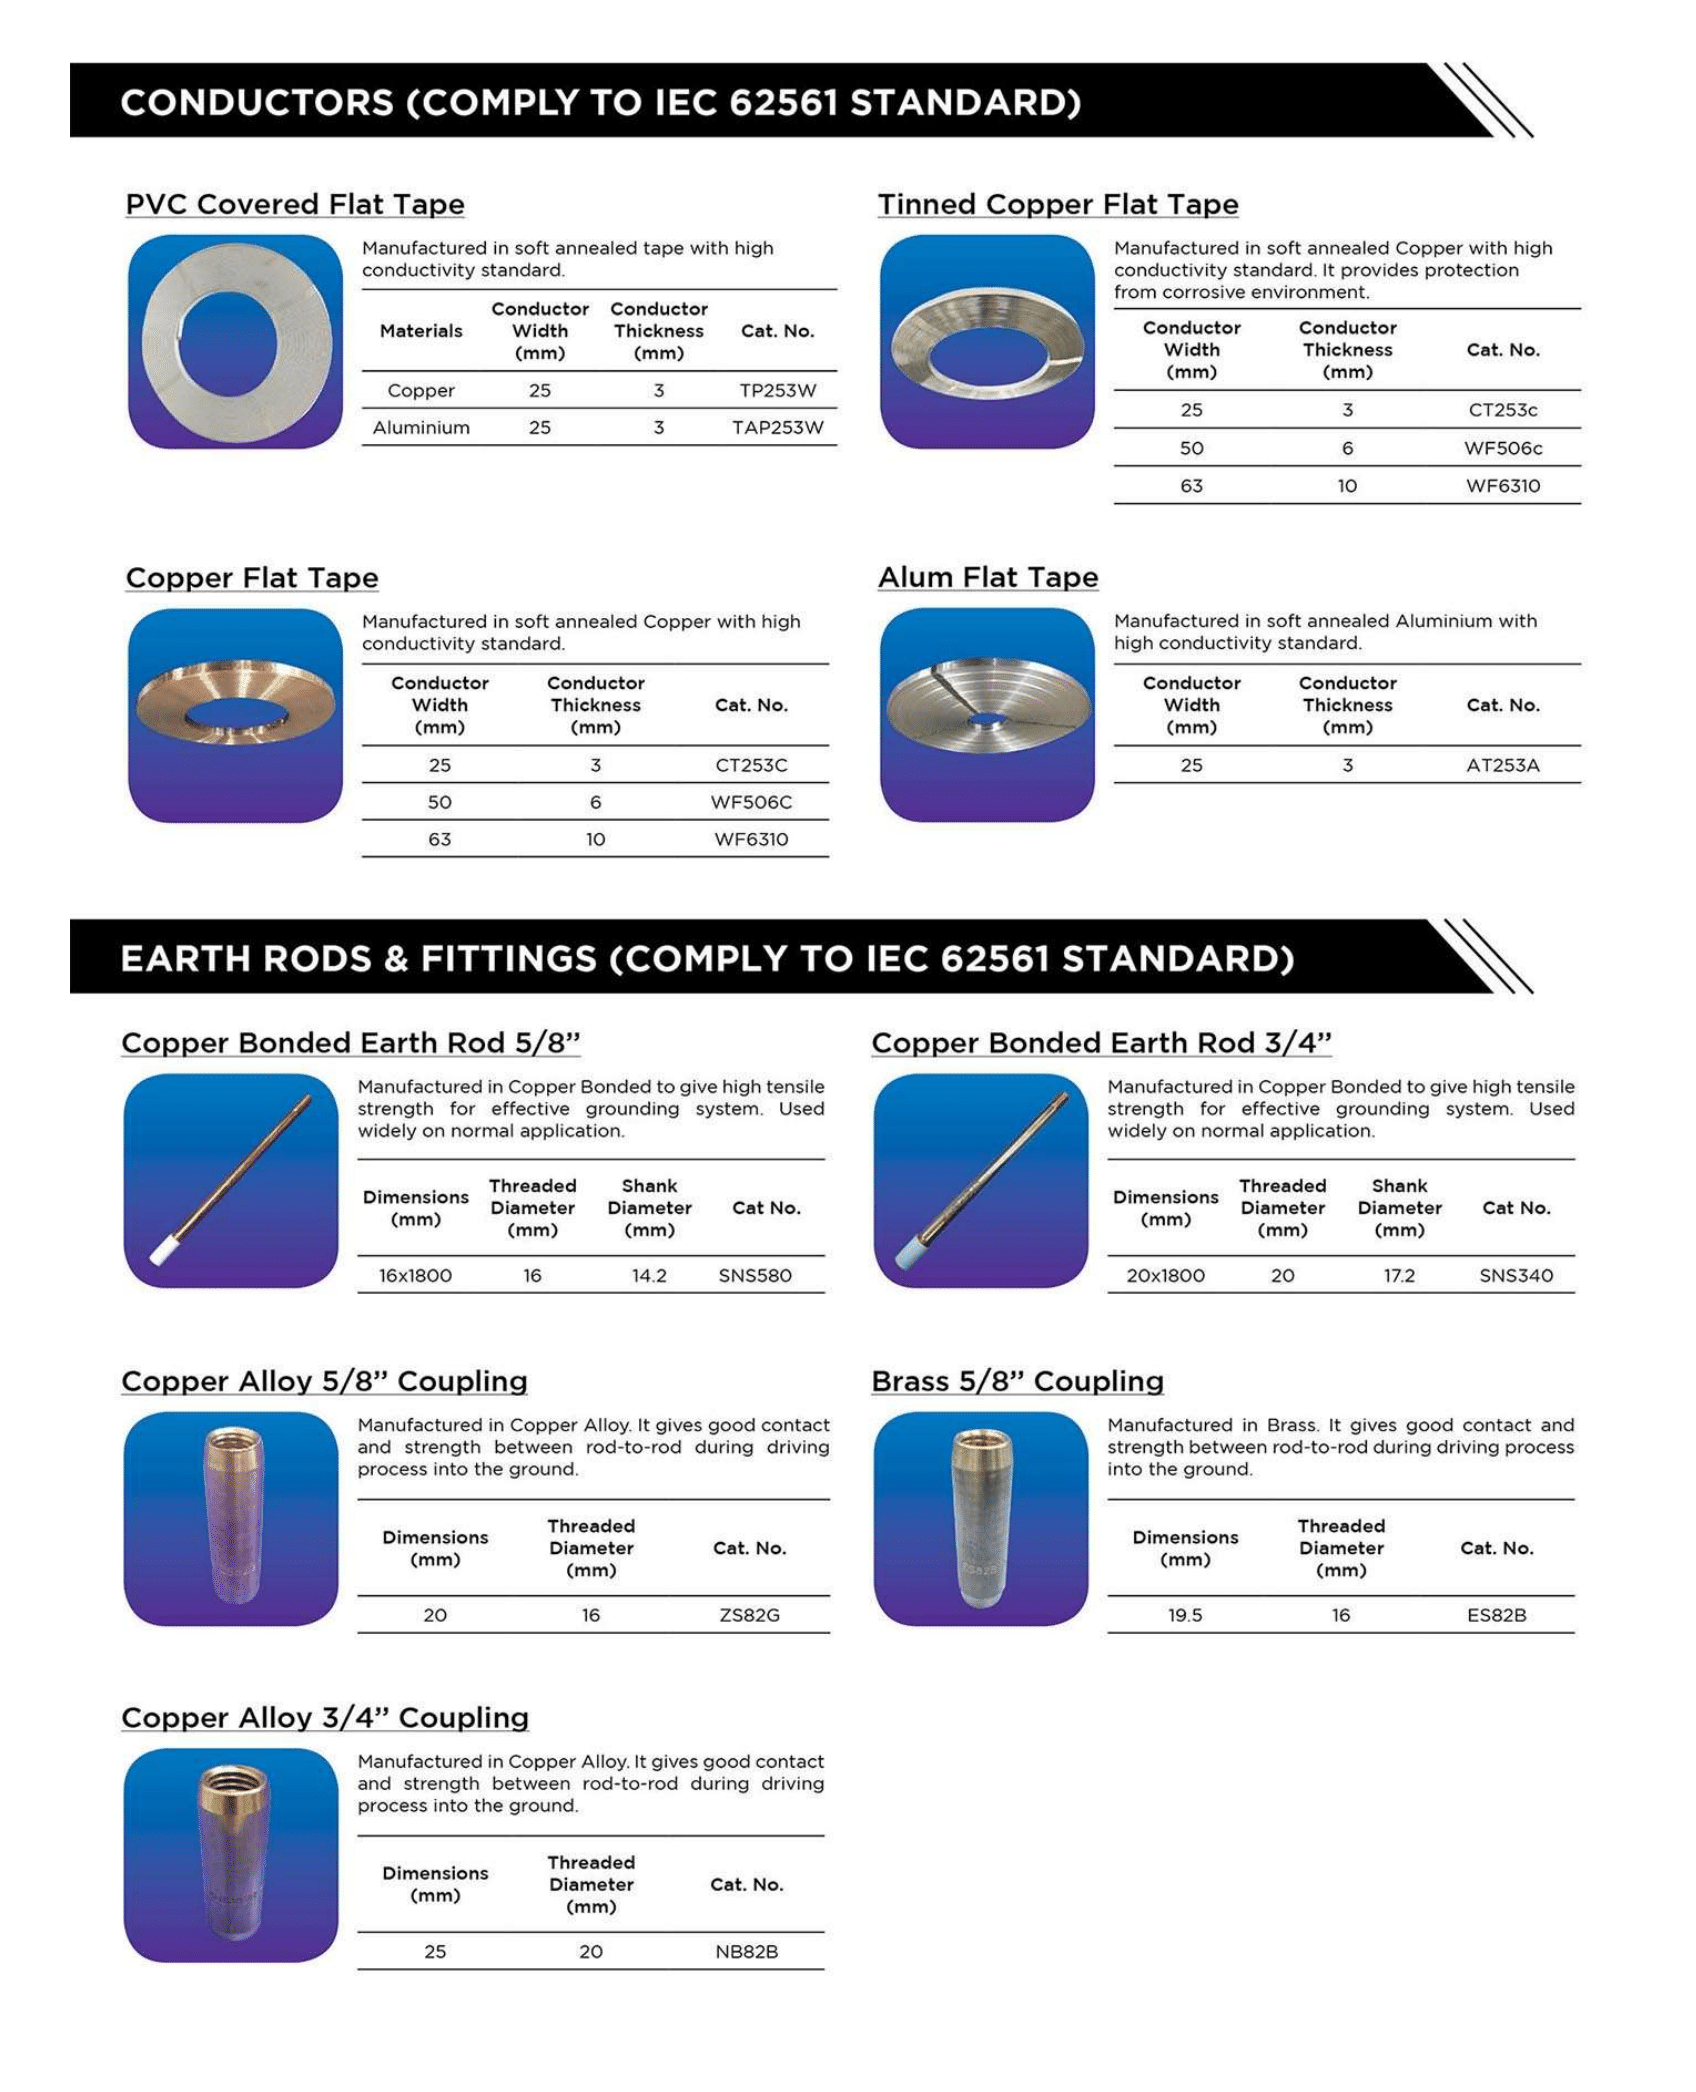 CONDUCTORS (COMPLY TO IEC 62561 STANDARD)
PVC Covered Flat Tape
Manufactured in soft annealed tape with high
conductivity standard.
Materials Conductor Width (mm) Conductor Thickness (mm) Cat. No.
Copper 25 3 TP253W
Aluminium 25 3 TAP253W
Tinned Copper Flat Tape
Manufactured in soft annealed Copper with high
conductivity standard. It provides protection
from corrosive environment.
Conductor Width (mm) Conductor Thickness (mm) Cat. No.
25 3 CT253c
50 6 WF506c
63 10 WF6310
Copper Flat Tape
Manufactured in soft annealed Copper with high
conductivity standard.
Conductor Width (mm) Conductor Thickness (mm) Cat. No.
25 3 CT253C
50 6 WF506C
63 10 WF6310
Alum Flat Tape
Manufactured in soft annealed Aluminium with
high conductivity standard.
Conductor Width (mm) Conductor Thickness (mm) Cat. No.
25 3 AT253A
EARTH RODS & FITTINGS (COMPLY TO IEC 62561 STANDARD)
Copper Bonded Earth Rod 5/8”
Manufactured in Copper Bonded to give high tensile
strength for effective grounding system. Used
widely on normal application.
Dimensions (mm) Threaded Diameter (mm) Shank Diameter (mm) Cat No.
16x1800 16 14.2 SNS580
Copper Bonded Earth Rod 3/4”
Manufactured in Copper Bonded to give high tensile
strength for effective grounding system. Used
widely on normal application.
Dimensions (mm) Threaded Diameter (mm) Shank Diameter (mm) Cat No.
20x1800 20 17.2 SNS340
Copper Alloy 5/8” Coupling
Manufactured in Copper Alloy. It gives good contact
and strength between rod-to-rod during driving
process into the ground.
Dimensions (mm) Threaded Diameter (mm) Cat. No.
20 16 ZS82G
Brass 5/8” Coupling
Manufactured in Brass. It gives good contact and
strength between rod-to-rod during driving process
into the ground.
Dimensions (mm) Threaded Diameter (mm) Cat. No.
19.5 16 ES82B
Copper Alloy 3/4” Coupling
Manufactured in Copper Alloy. It gives good contact
and strength between rod-to-rod during driving
process into the ground.
Dimensions (mm) Threaded Diameter (mm) Cat. No.
25 20 NB82B